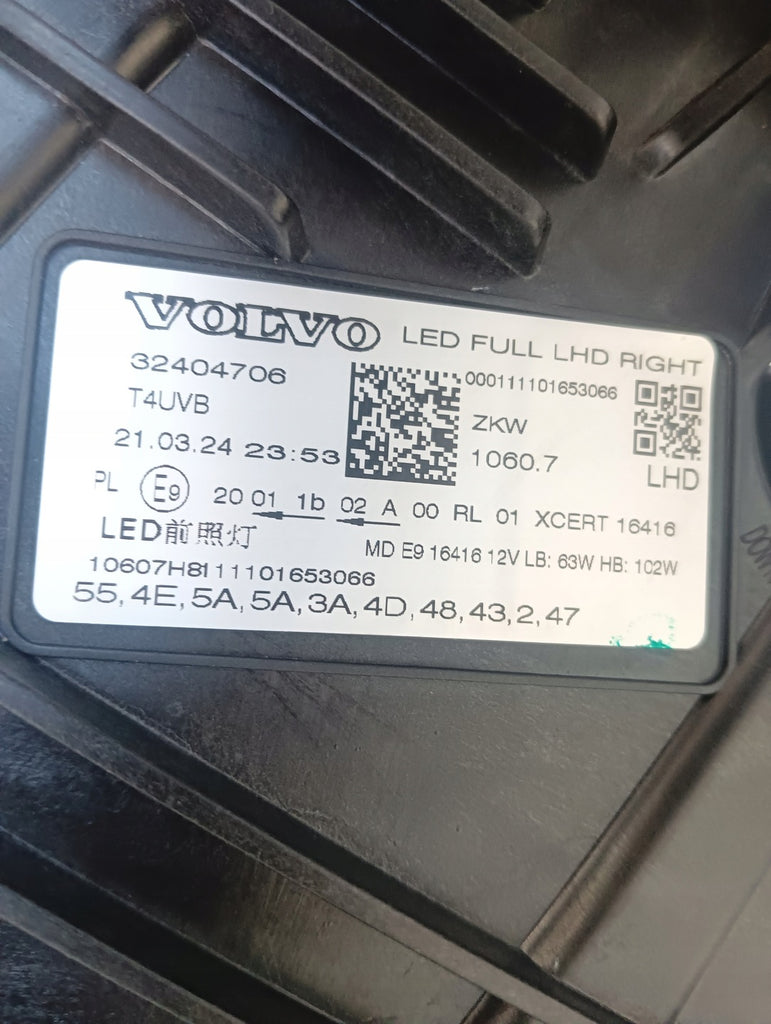 VOLVO LED FULL LHD RIGHT
32404706
000111101653066
T4UVB
ZKW
21.03.24 23:53
1060.7
LHD
PL E9 20 01 1b 02 A 00 RL 01 XCERT 16416
LED前照灯
MD E9 16416 12V LB: 63W HB: 102W
10607H8111101653066
55,4E,5A,5A,3A,4D,48,43,2,47